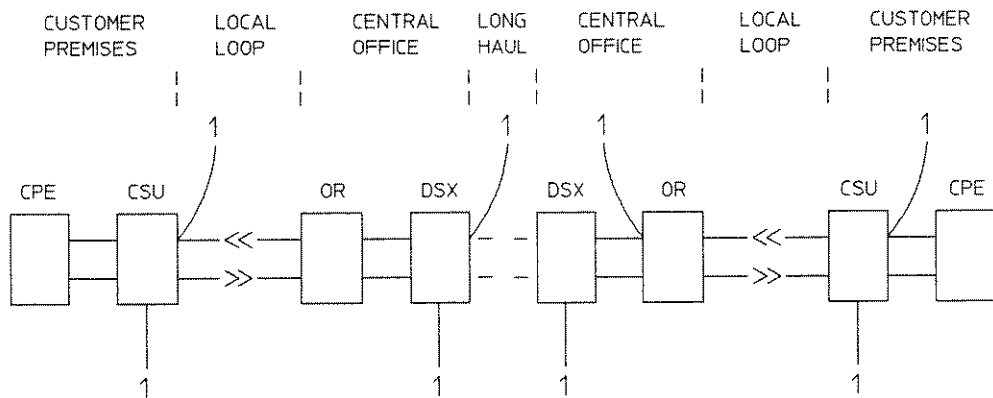 CUSTOMER PREMISES
LOCAL LOOP
CENTRAL OFFICE
LONG HAUL
CENTRAL OFFICE
LOCAL LOOP
CUSTOMER PREMISES
1 1 1 1
CPE CSU OR DSX DSX OR CSU CPE
<< <<
>> >>
1 1 1 1